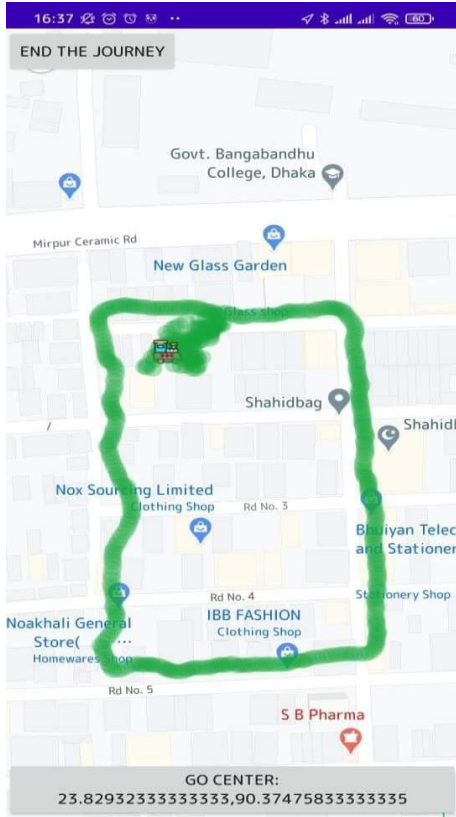 16:37
60
END THE JOURNEY
Govt. Bangabandhu
College, Dhaka
Mirpur Ceramic Rd
New Glass Garden
Glass shop
Shahidbag
Shahidl
Nox Sourcing Limited
Clothing Shop
Rd No. 3
Bhuiyan Telec
and Stationer
Stationery Shop
Rd No. 4
IBB FASHION
Clothing Shop
Noakhali General
Store( ...
Homewares Shop
Rd No. 5
S B Pharma
GO CENTER:
23.82932333333333,90.37475833333335